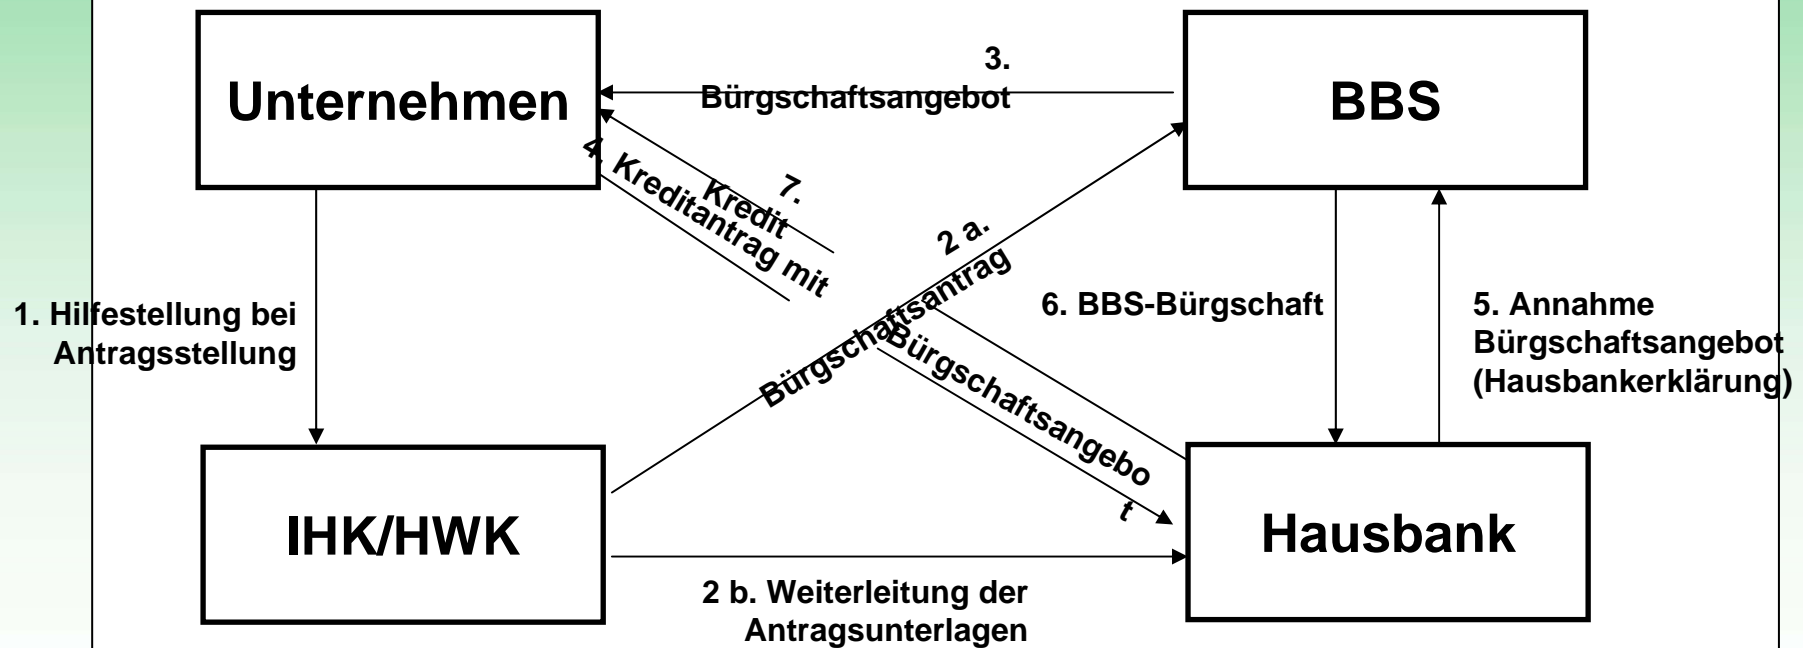 Unternehmen
3.
Bürgschaftsangebot
BBS
7.
Kredit
4. Kreditantrag mit
Bürgschaftsangebo
t
2 a.
Bürgschaftsantrag
1. Hilfestellung bei
Antragsstellung
6. BBS-Bürgschaft
5. Annahme
Bürgschaftsangebot
(Hausbankerklärung)
IHK/HWK
Hausbank
2 b. Weiterleitung der
Antragsunterlagen